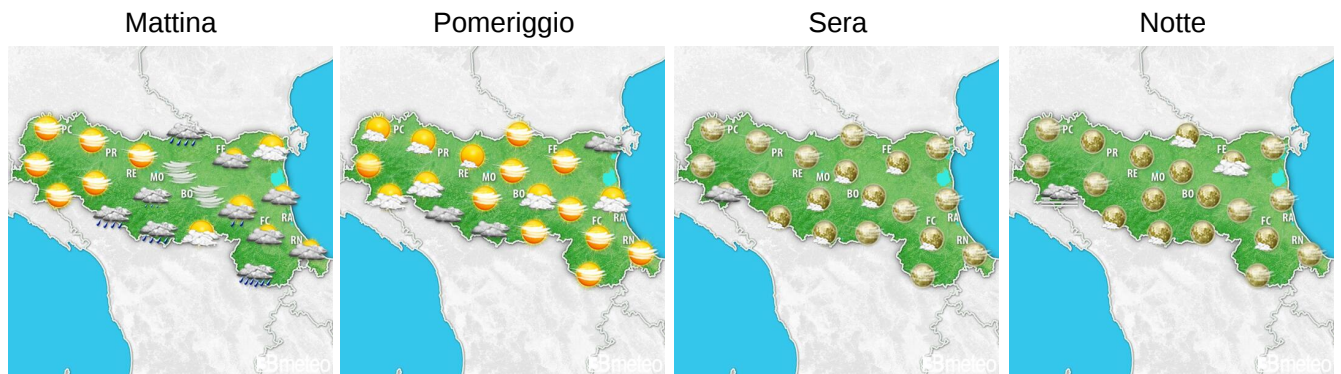 Mattina
Pomeriggio
Sera
Notte
PC
PR
RE
MO
BO
FE
FC
RA
RN
3Bmeteo
PC
PR
RE
MO
BO
FE
FC
RA
RN
3Bmeteo
PC
PR
RE
MO
BO
FE
FC
RA
RN
3Bmeteo
PC
PR
RE
MO
BO
FE
FC
RA
RN
3Bmeteo